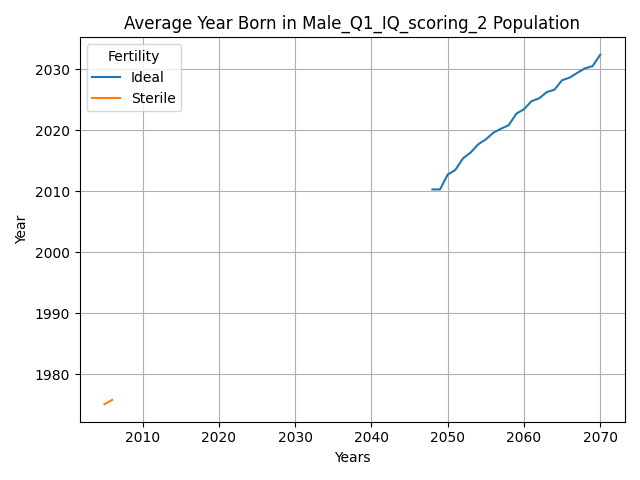 Average Year Born in Male_Q1_IQ_scoring_2 Population
Fertility
Ideal
Sterile
Year
2030
2020
2010
2000
1990
1980
2010 2020 2030 2040 2050 2060 2070
Years